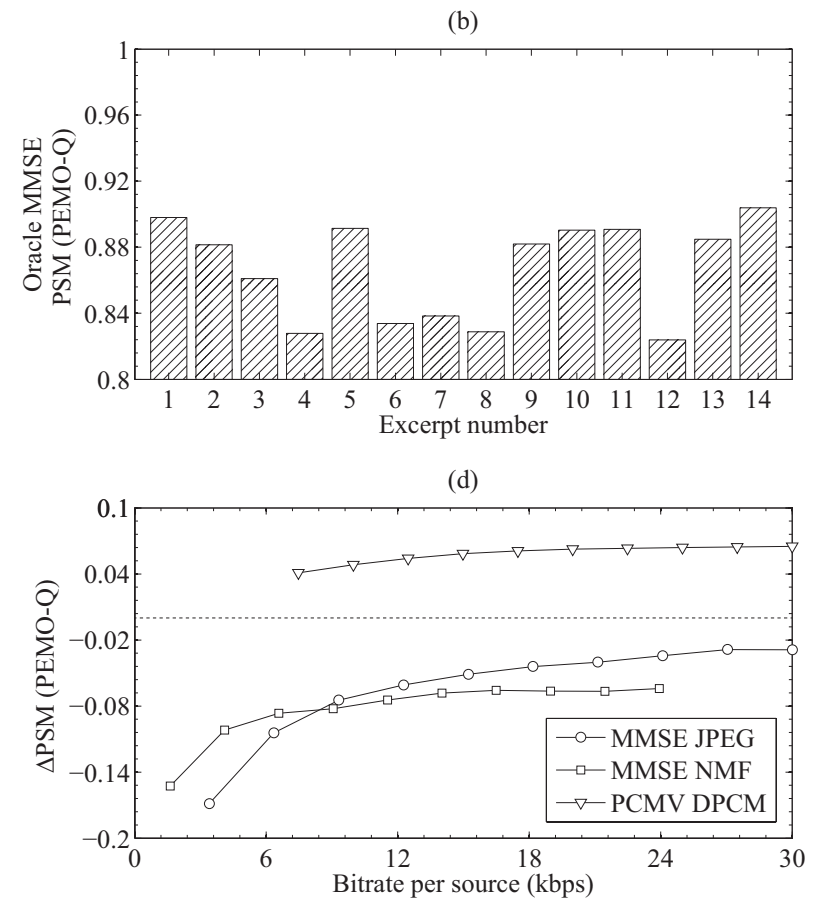 (b)
Oracle MMSE
PSM (PEMO-Q)
1
0.96
0.92
0.88
0.84
0.8
1 2 3 4 5 6 7 8 9 10 11 12 13 14
Excerpt number
(d)
ΔPSM (PEMO-Q)
0.1
0.04
−0.02
−0.08
−0.14
−0.2
MMSE JPEG
MMSE NMF
PCMV DPCM
0 6 12 18 24 30
Bitrate per source (kbps)